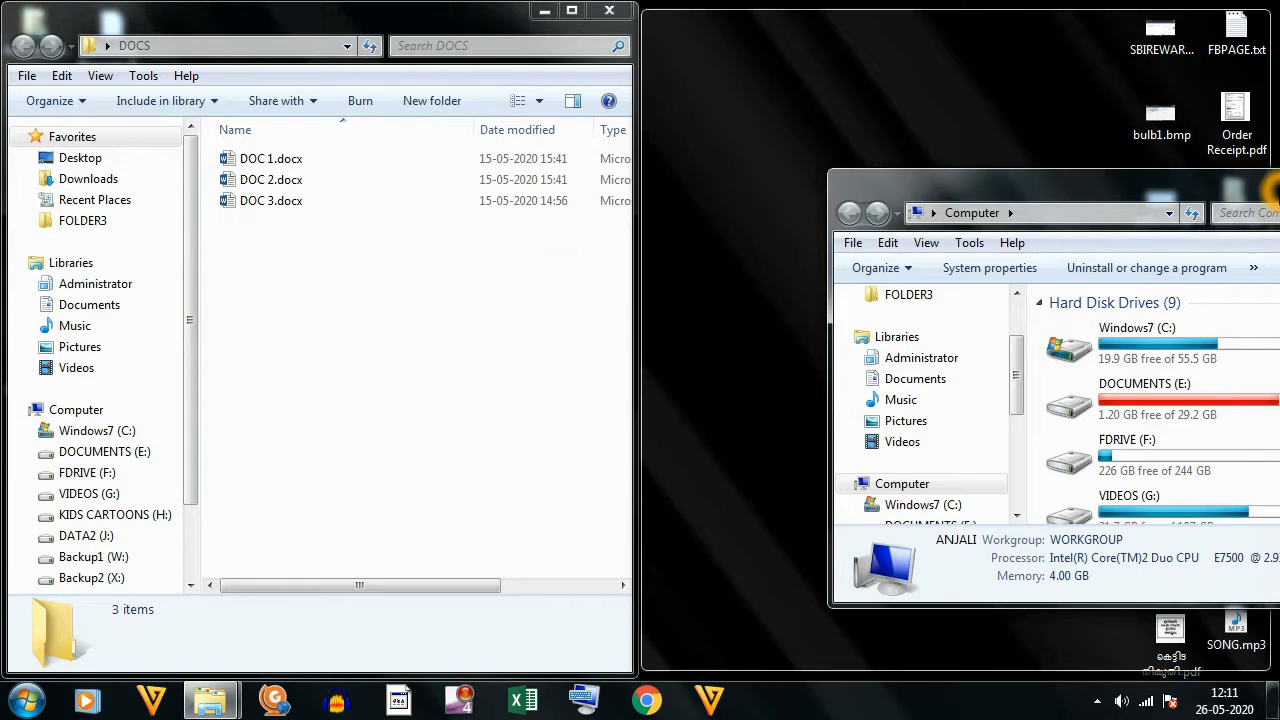 DOCS
Search DOCS
File Edit View Tools Help
Organize Include in library Share with Burn New folder
Name Date modified Type
DOC 1.docx 15-05-2020 15:41 Micro
DOC 2.docx 15-05-2020 15:41 Micro
DOC 3.docx 15-05-2020 14:56 Micro
Favorites
Desktop
Downloads
Recent Places
FOLDER3
Libraries
Administrator
Documents
Music
Pictures
Videos
Computer
Windows7 (C:)
DOCUMENTS (E:)
FDRIVE (F:)
VIDEOS (G:)
KIDS CARTOONS (H:)
DATA2 (J:)
Backup1 (W:)
Backup2 (X:)
3 items
SBIREWAR...
FBPAGE.txt
bulb1.bmp
Order
Receipt.pdf
Computer
Search Con
File Edit View Tools Help
Organize System properties Uninstall or change a program »
FOLDER3
Libraries
Administrator
Documents
Music
Pictures
Videos
Computer
Windows7 (C:)
DOCUMENTS (E:)
Hard Disk Drives (9)
Windows7 (C:)
19.9 GB free of 55.5 GB
DOCUMENTS (E:)
1.20 GB free of 29.2 GB
FDRIVE (F:)
226 GB free of 244 GB
VIDEOS (G:)
ANJALI Workgroup: WORKGROUP
Processor: Intel(R) Core(TM)2 Duo CPU E7500 @ 2.9
Memory: 4.00 GB
SONG.mp3
കെട്ടിട
MP3
4
12:11
26-05-2020